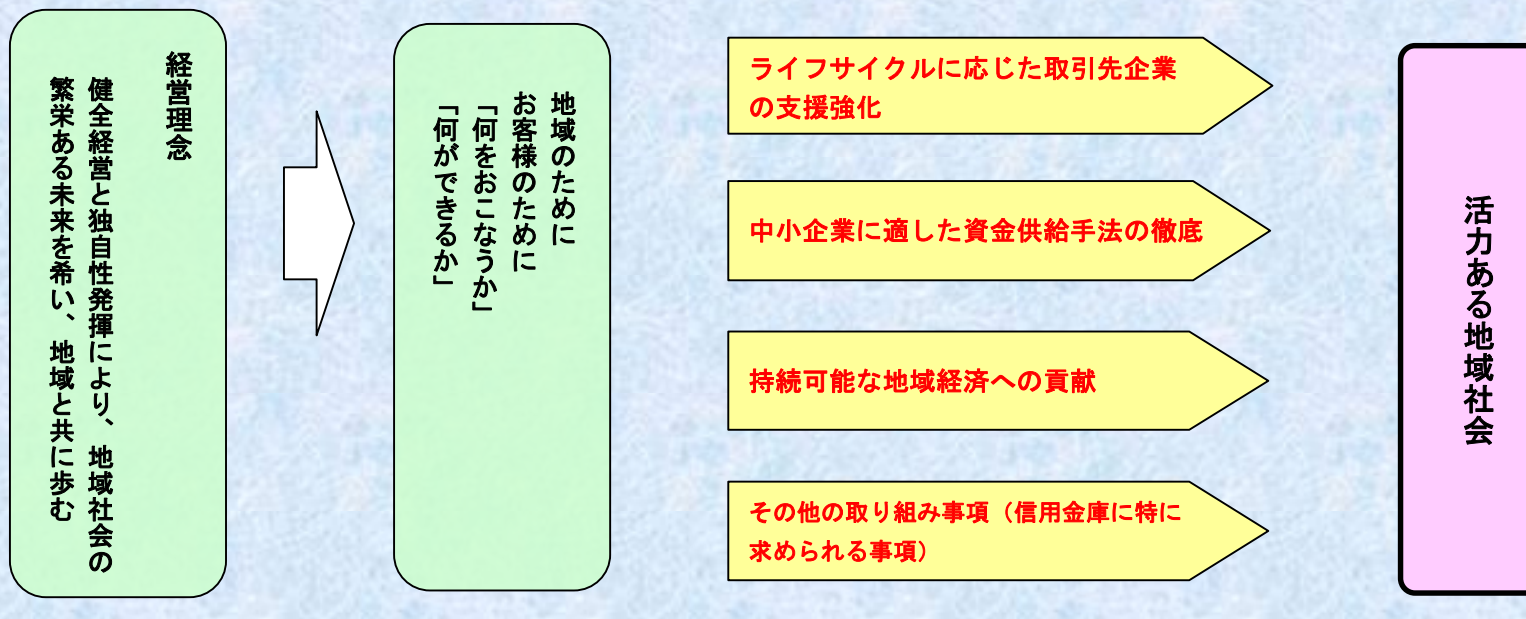 経営理念
健全経営と独自性発揮により、地域社会の
繁栄ある未来を希い、地域と共に歩む
地域のために
お客様のために
「何をおこなうか」
「何ができるか」
ライフサイクルに応じた取引先企業
の支援強化
中小企業に適した資金供給手法の徹底
持続可能な地域経済への貢献
その他の取り組み事項（信用金庫に特に
求められる事項）
活力ある地域社会